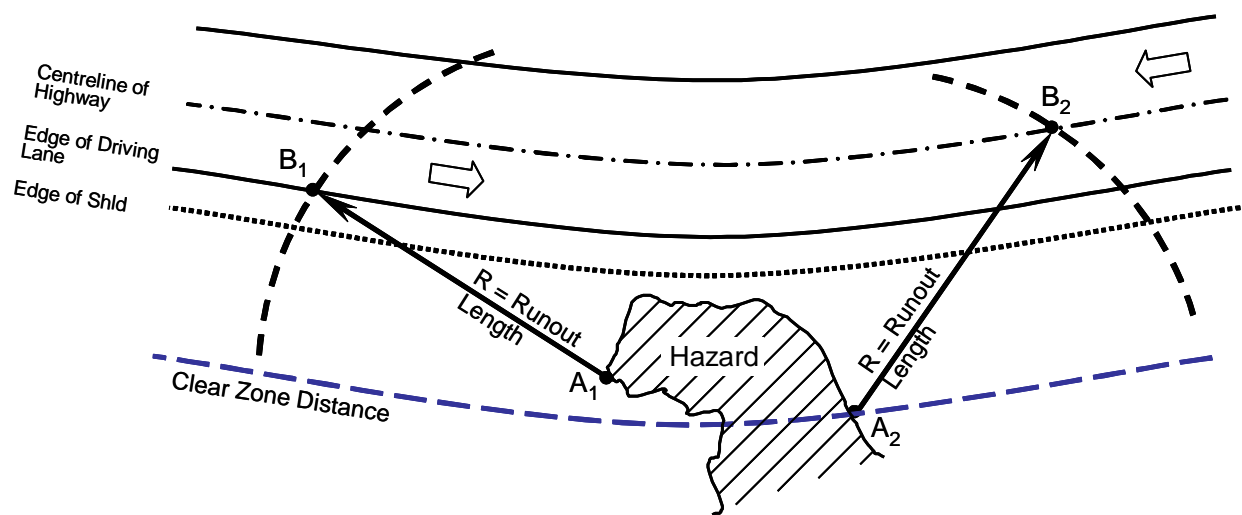 Centreline of
Highway
Edge of Driving
Lane
Edge of Shld
B1
B2
R = Runout
Length
R = Runout
Length
Hazard
A1
A2
Clear Zone Distance